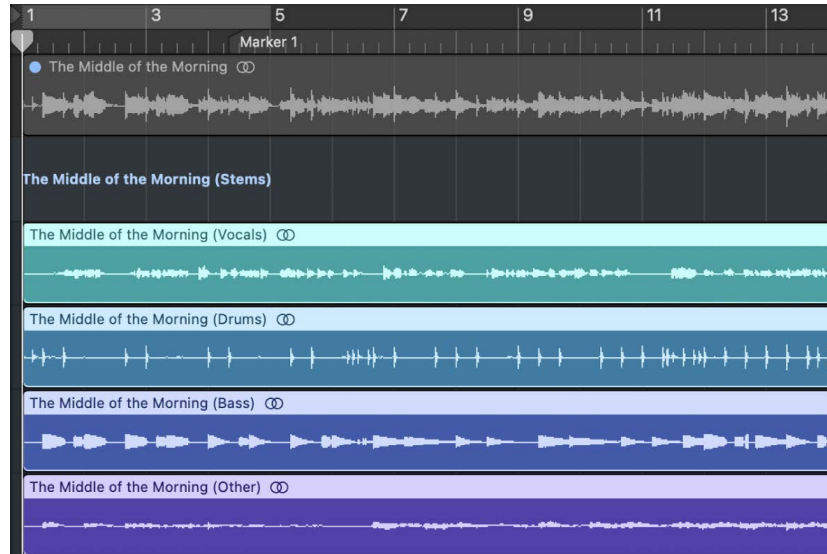 1 3 5 7 9 11 13
Marker 1
The Middle of the Morning
The Middle of the Morning (Stems)
The Middle of the Morning (Vocals)
The Middle of the Morning (Drums)
The Middle of the Morning (Bass)
The Middle of the Morning (Other)